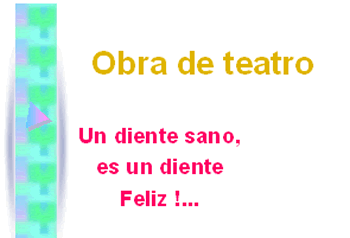 Obra de teatro
Un diente sano,
es un diente
Feliz !...